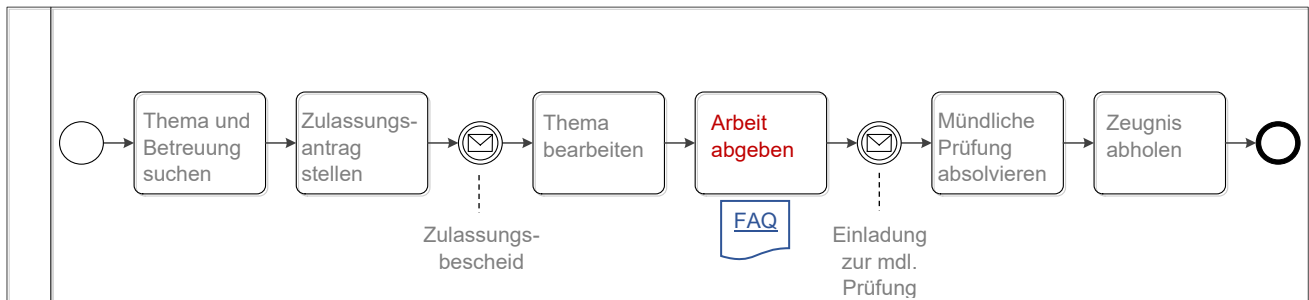 Thema und
Betreuung
suchen
Zulassungs-
antrag
stellen
Zulassungs-
bescheid
Thema
bearbeiten
Arbeit
abgeben
FAQ
Einladung
zur mdl.
Prüfung
Mündliche
Prüfung
absolvieren
Zeugnis
abholen